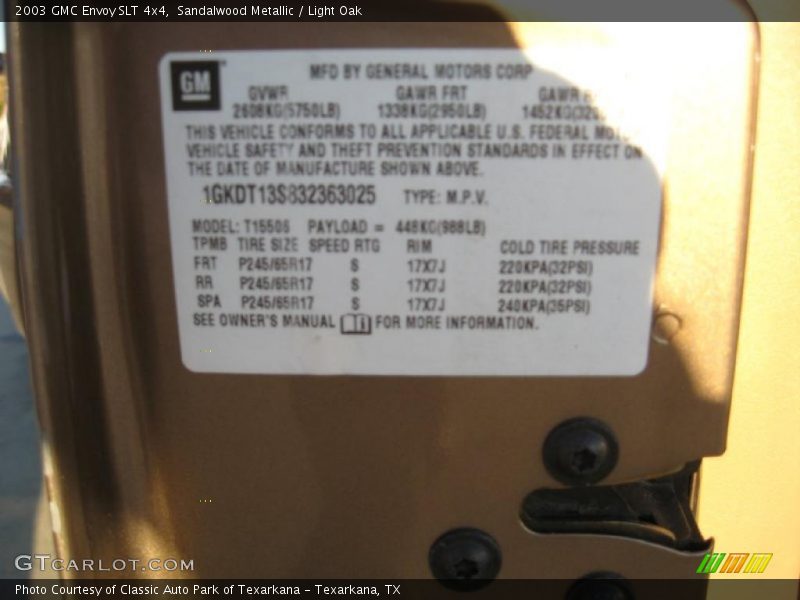 2003 GMC Envoy SLT 4x4, Sandalwood Metallic / Light Oak
GM
MFD BY GENERAL MOTORS CORP
GVWR GAWR FRT GAWR
2608KG(5750LB) 1338KG(2950LB)
THIS VEHICLE CONFORMS TO ALL APPLICABLE U.S. FEDERAL
VEHICLE SAFETY AND THEFT PREVENTION STANDARDS IN EFFECT ON
THE DATE OF MANUFACTURE SHOWN ABOVE.
1GKDT13S832363025 TYPE: M.P.V.
MODEL: T15506 PAYLOAD = 448KG(988LB)
TPMB TIRE SIZE SPEED RTG RIM COLD TIRE PRESSURE
FRT P245/65R17 S 17X7J 220KPA(32PSI)
RR P245/65R17 S 17X7J 220KPA(32PSI)
SPA P245/65R17 S 17X7J 240KPA(35PSI)
SEE OWNER'S MANUAL FOR MORE INFORMATION.
GTCARLOT.COM
Photo Courtesy of Classic Auto Park of Texarkana - Texarkana, TX